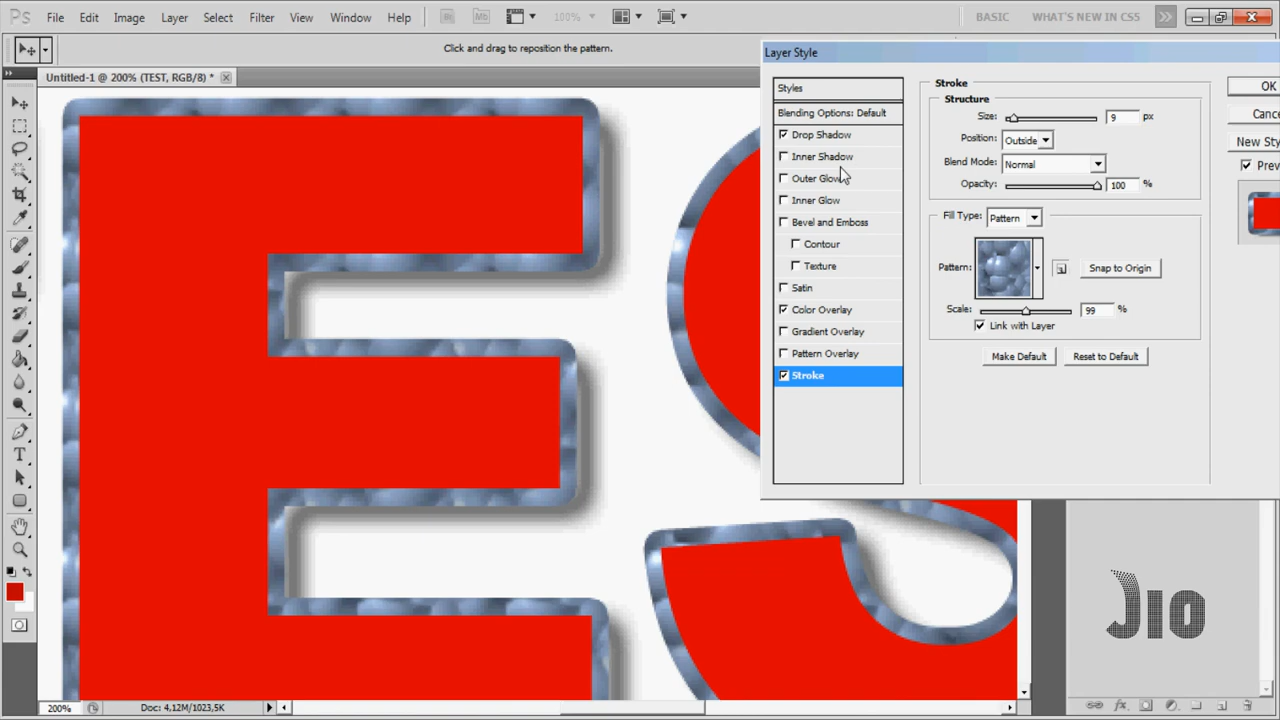 Ps File Edit Image Layer Select Filter View Window Help Br Mb 100% BASIC WHAT'S NEW IN CS5
Click and drag to reposition the pattern.
Untitled-1 @ 200% (TEST, RGB/8) *
Layer Style
Styles
Blending Options: Default
Drop Shadow
Inner Shadow
Outer Glow
Inner Glow
Bevel and Emboss
Contour
Texture
Satin
Color Overlay
Gradient Overlay
Pattern Overlay
Stroke
Stroke
Structure
Size: 9 px
Position: Outside
Blend Mode: Normal
Opacity: 100 %
Fill Type: Pattern
Pattern: Snap to Origin
Scale: 99 %
Link with Layer
Make Default Reset to Default
OK
Cance
New Sty
Prev
ES
JIO
200% Doc: 4,12M/1023,5K